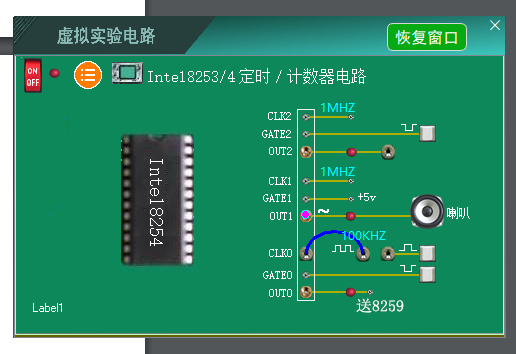 虚拟实验电路
恢复窗口
ON
OFF
Intel8253/4定时/计数器电路
CLK2
1MHZ
GATE2
OUT2
CLK1
1MHZ
GATE1
+5v
OUT1
~
喇叭
100KHZ
CLK0
GATE0
OUT0
送8259
Intel8254
Label1